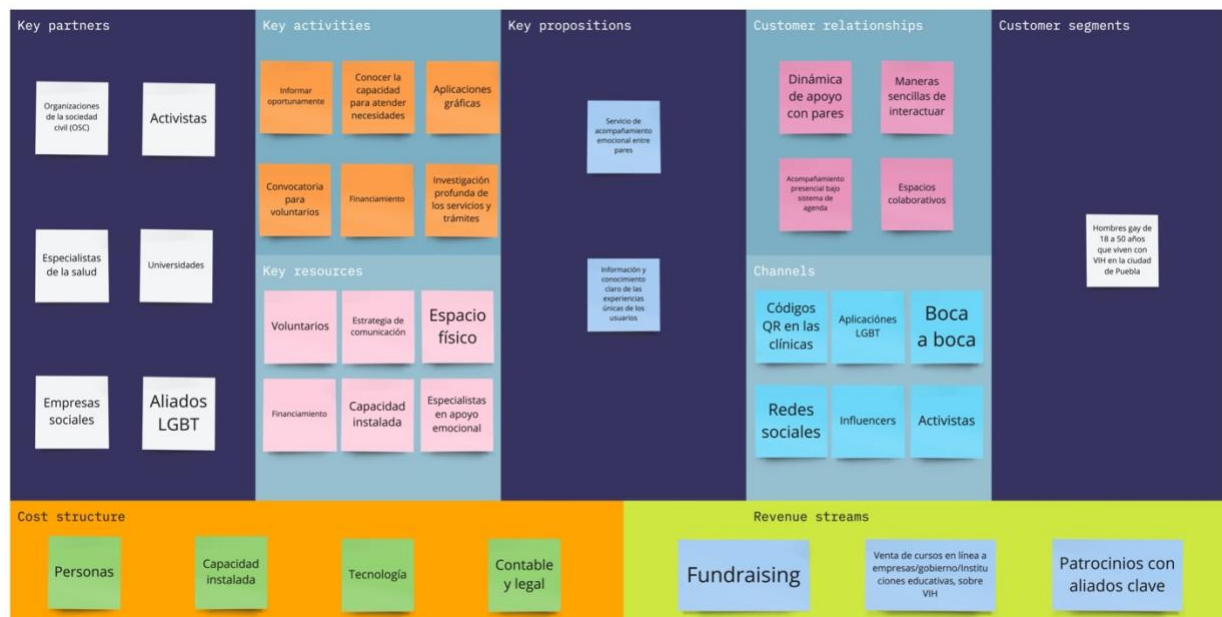 Key partners
Organizaciones
de la sociedad
civil (OSC)
Activistas
Especialistas
de la salud
Universidades
Empresas
sociales
Aliados
LGBT
Key activities
Informar
oportunamente
Conocer la
capacidad
para atender
necesidades
Aplicaciones
gráficas
Convocatoria
para
voluntarios
Financiamiento
Investigación
profunda de
los servicios y
trámites
Key resources
Voluntarios
Estrategia de
comunicación
Espacio
físico
Financiamiento
Capacidad
instalada
Especialistas
en apoyo
emocional
Key propositions
Servicio de
acompañamiento
emocional entre
pares
Información y
conocimiento
claro de las
experiencias
únicas de los
usuarios
Customer relationships
Dinámica
de apoyo
con pares
Maneras
sencillas de
interactuar
Acompañamiento
presencial bajo
sistema de
agenda
Espacios
colaborativos
Channels
Códigos
QR en las
clínicas
Aplicaciónes
LGBT
Boca
a boca
Redes
sociales
Influencers
Activistas
Customer segments
Hombres gay de
18 a 50 años
que viven con
VIH en la ciudad
de Puebla
Cost structure
Personas
Capacidad
instalada
Tecnología
Contable
y legal
Revenue streams
Fundraising
Venta de cursos en línea a
empresas/gobierno/Institu
ciones educativas, sobre
VIH
Patrocinios con
aliados clave